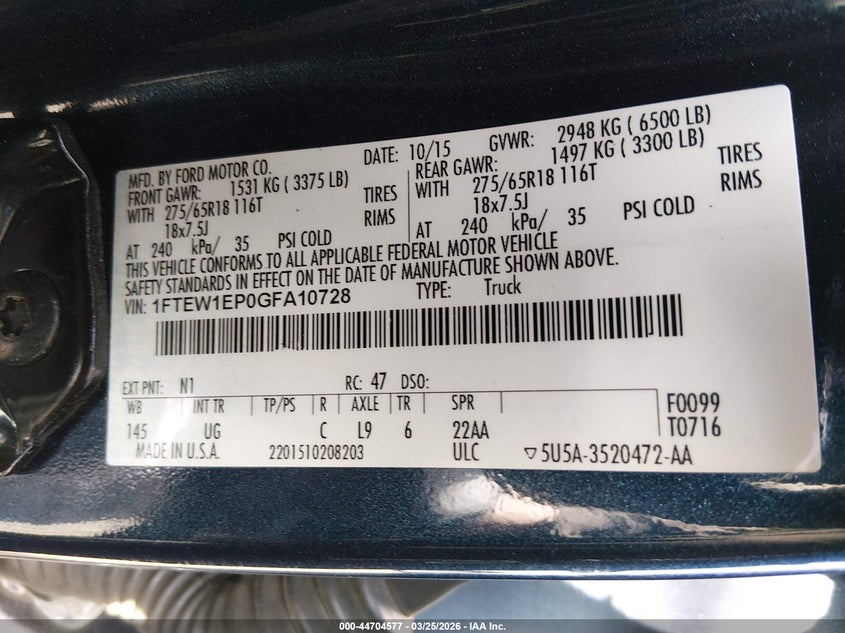 MFD. BY FORD MOTOR CO.
DATE: 10/15
GVWR: 2948 KG ( 6500 LB)
FRONT GAWR: 1531 KG ( 3375 LB)
REAR GAWR: 1497 KG ( 3300 LB)
WITH 275/65R18 116T TIRES
WITH 275/65R18 116T TIRES
18x7.5J RIMS
18x7.5J RIMS
AT 240 kPa/ 35 PSI COLD
AT 240 kPa/ 35 PSI COLD
THIS VEHICLE CONFORMS TO ALL APPLICABLE FEDERAL MOTOR VEHICLE
SAFETY STANDARDS IN EFFECT ON THE DATE OF MANUFACTURE SHOWN ABOVE.
VIN: 1FTEW1EP0GFA10728
TYPE: Truck
EXT PNT: N1 RC: 47 DSO:
WB INT TR TP/PS R AXLE TR SPR F0099
145 UG C L9 6 22AA T0716
MADE IN U.S.A. 2201510208203 ULC ▽5U5A-3520472-AA
000-44704577 — 03/25/2026 — IAA Inc.